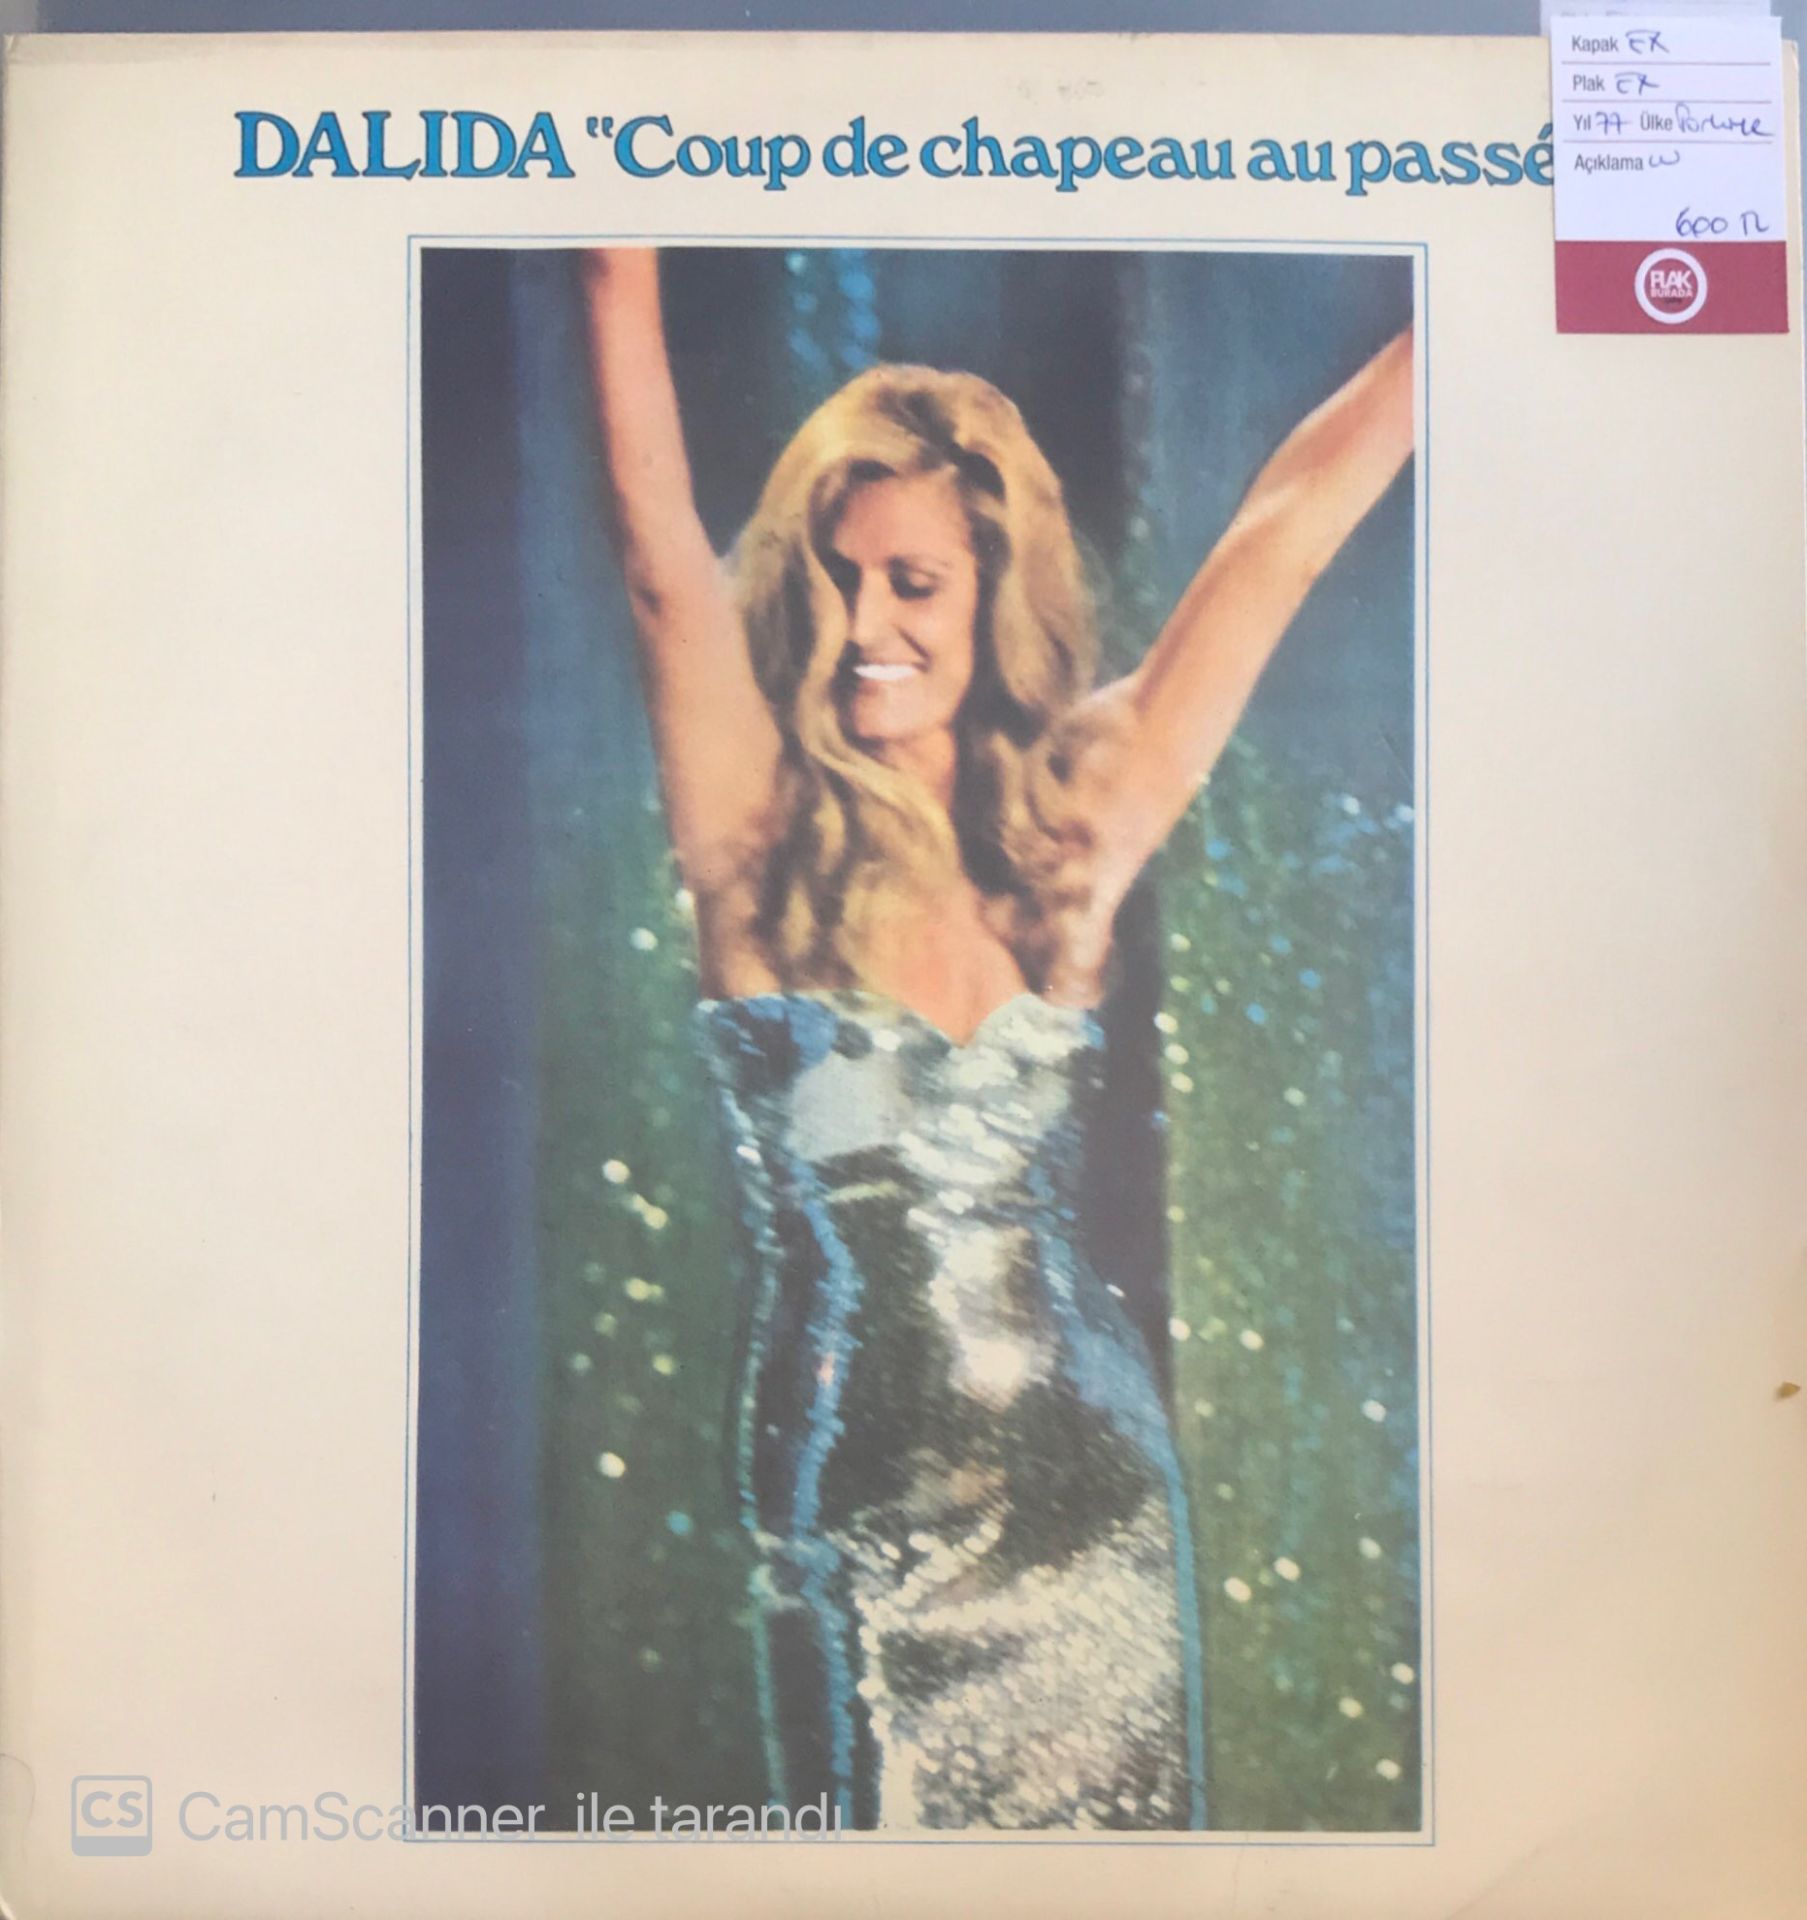 DALIDA "Coup de chapeau au passé
Kapak EX
Plak EX
Yıl 77 Ülke
Açıklama W
600 TL
PLAK
BURADA
CS CamScanner ile tarandı